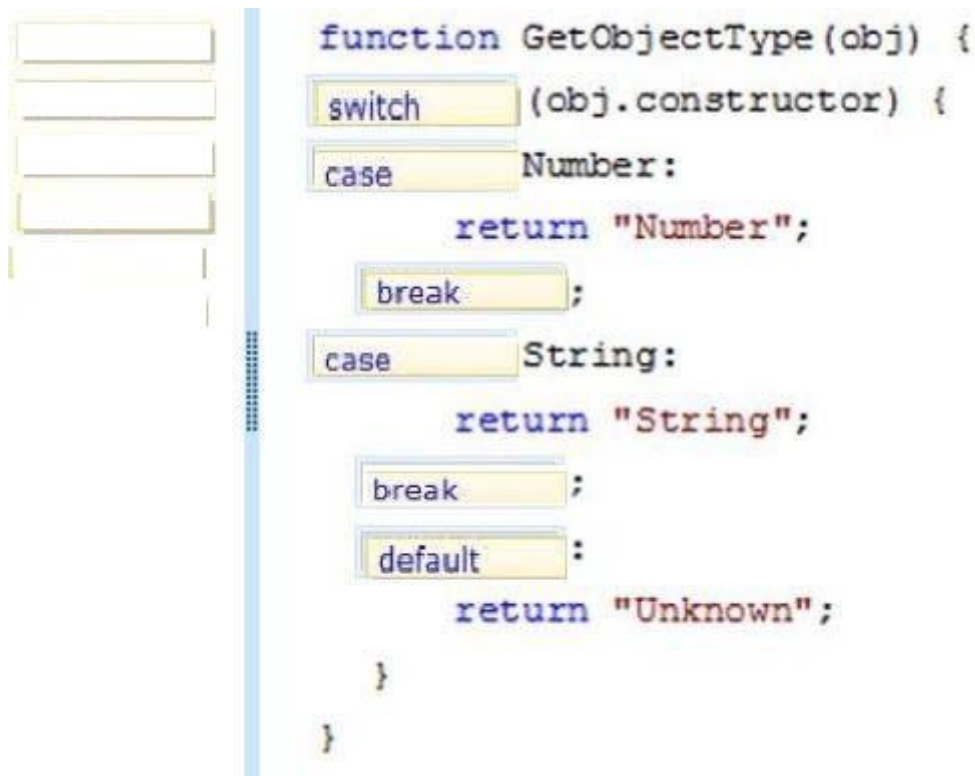 function GetObjectType(obj) {
switch (obj.constructor) {
case Number:
return "Number";
break ;
case String:
return "String";
break ;
default :
return "Unknown";
}
}